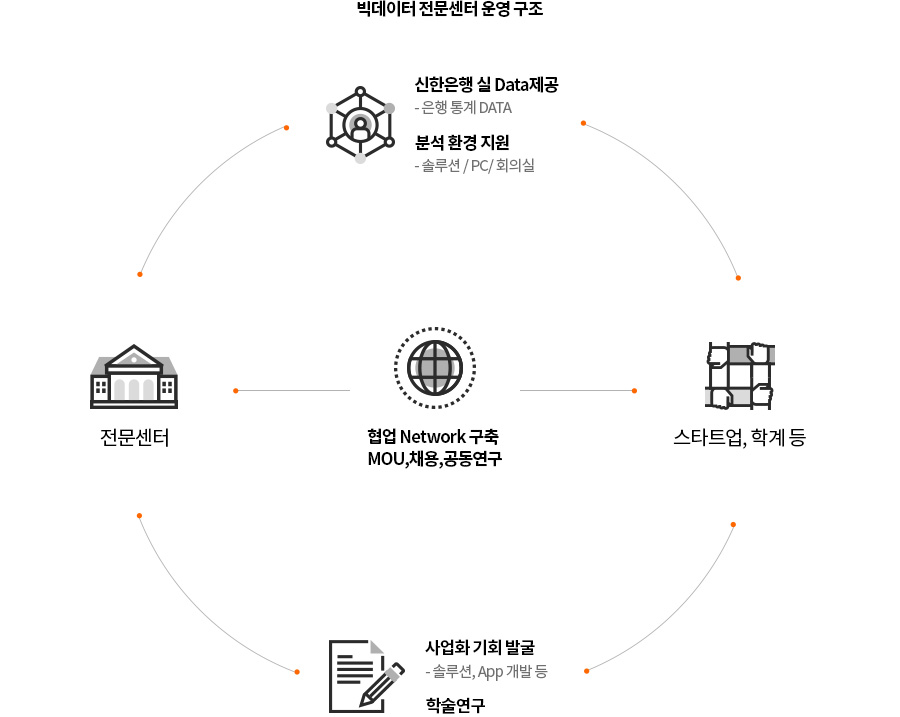 빅데이터 전문센터 운영 구조
신한은행 실 Data제공
- 은행 통계 DATA
분석 환경 지원
- 솔루션 / PC/ 회의실
전문센터
협업 Network 구축
MOU,채용,공동연구
스타트업, 학계 등
사업화 기회 발굴
- 솔루션, App 개발 등
학술연구